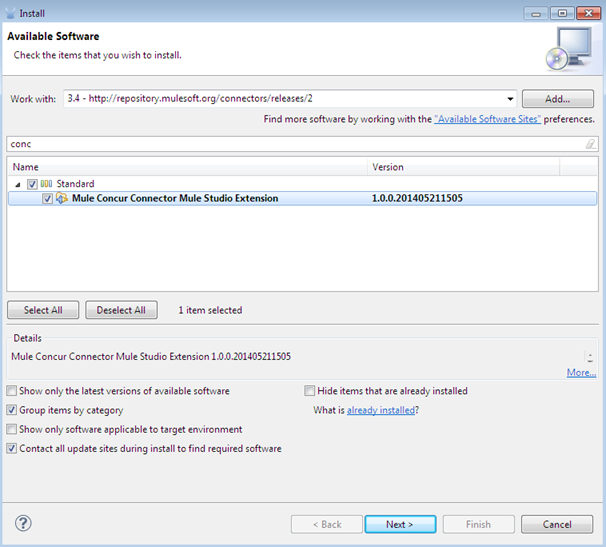 Install
Available Software
Check the items that you wish to install.
Work with: 3.4 - http://repository.mulesoft.org/connectors/releases/2 Add...
Find more software by working with the "Available Software Sites" preferences.
conc
Name Version
Standard
Mule Concur Connector Mule Studio Extension 1.0.0.201405211505
Select All Deselect All 1 item selected
Details
Mule Concur Connector Mule Studio Extension 1.0.0.201405211505
More...
Show only the latest versions of available software Hide items that are already installed
Group items by category What is already installed?
Show only software applicable to target environment
Contact all update sites during install to find required software
? < Back Next > Finish Cancel